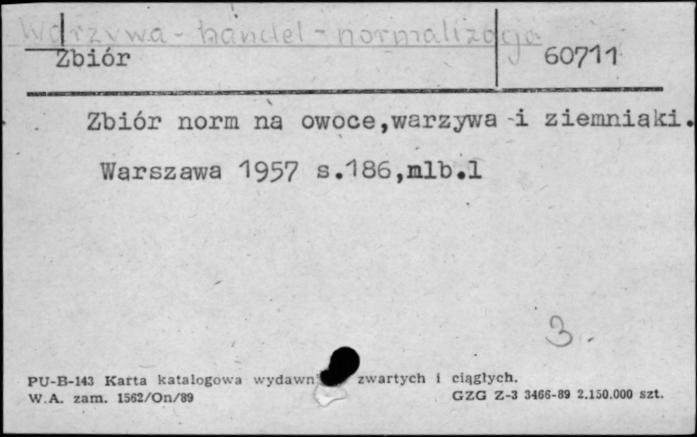 Warzywa - handel - normalizacja
Zbiór 60711
Zbiór norm na owoce,warzywa i ziemniaki.
Warszawa 1957 s.186,nlb.1
3.
PU-B-143 Karta katalogowa wydawn zwartych i ciągłych.
W.A. zam. 1562/On/89 GZG Z-3 3466-89 2.150.000 szt.